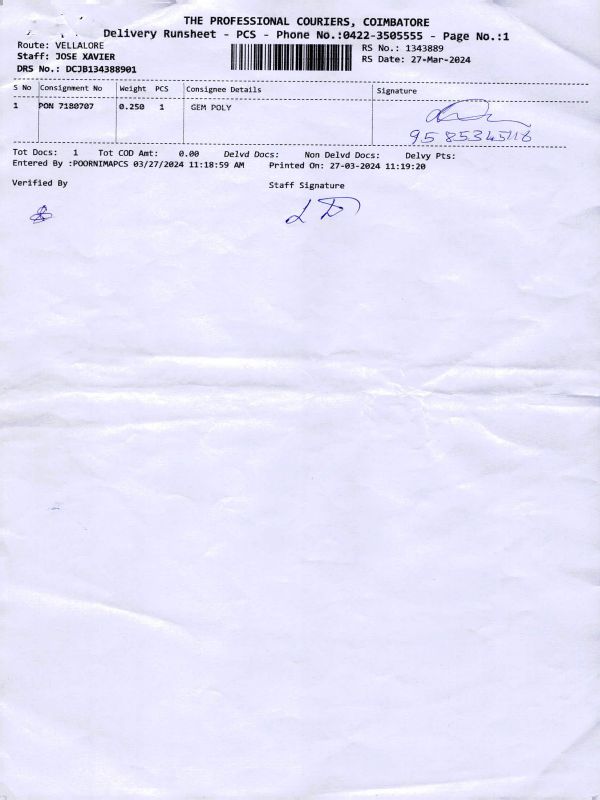 THE PROFESSIONAL COURIERS, COIMBATORE
Delivery Runsheet - PCS - Phone No.:0422-3505555 - Page No.:1
Route: VELLALORE
RS No.: 1343889
Staff: JOSE XAVIER
RS Date: 27-Mar-2024
DRS No.: DCJB134388901
S No Consignment No Weight PCS Consignee Details Signature
1 PON 7180707 0.250 1 GEM POLY
Tot Docs: 1 Tot COD Amt: 0.00 Delvd Docs: Non Delvd Docs: Delvy Pts:
Entered By :POORNIMAPCS 03/27/2024 11:18:59 AM Printed On: 27-03-2024 11:19:20
Verified By Staff Signature